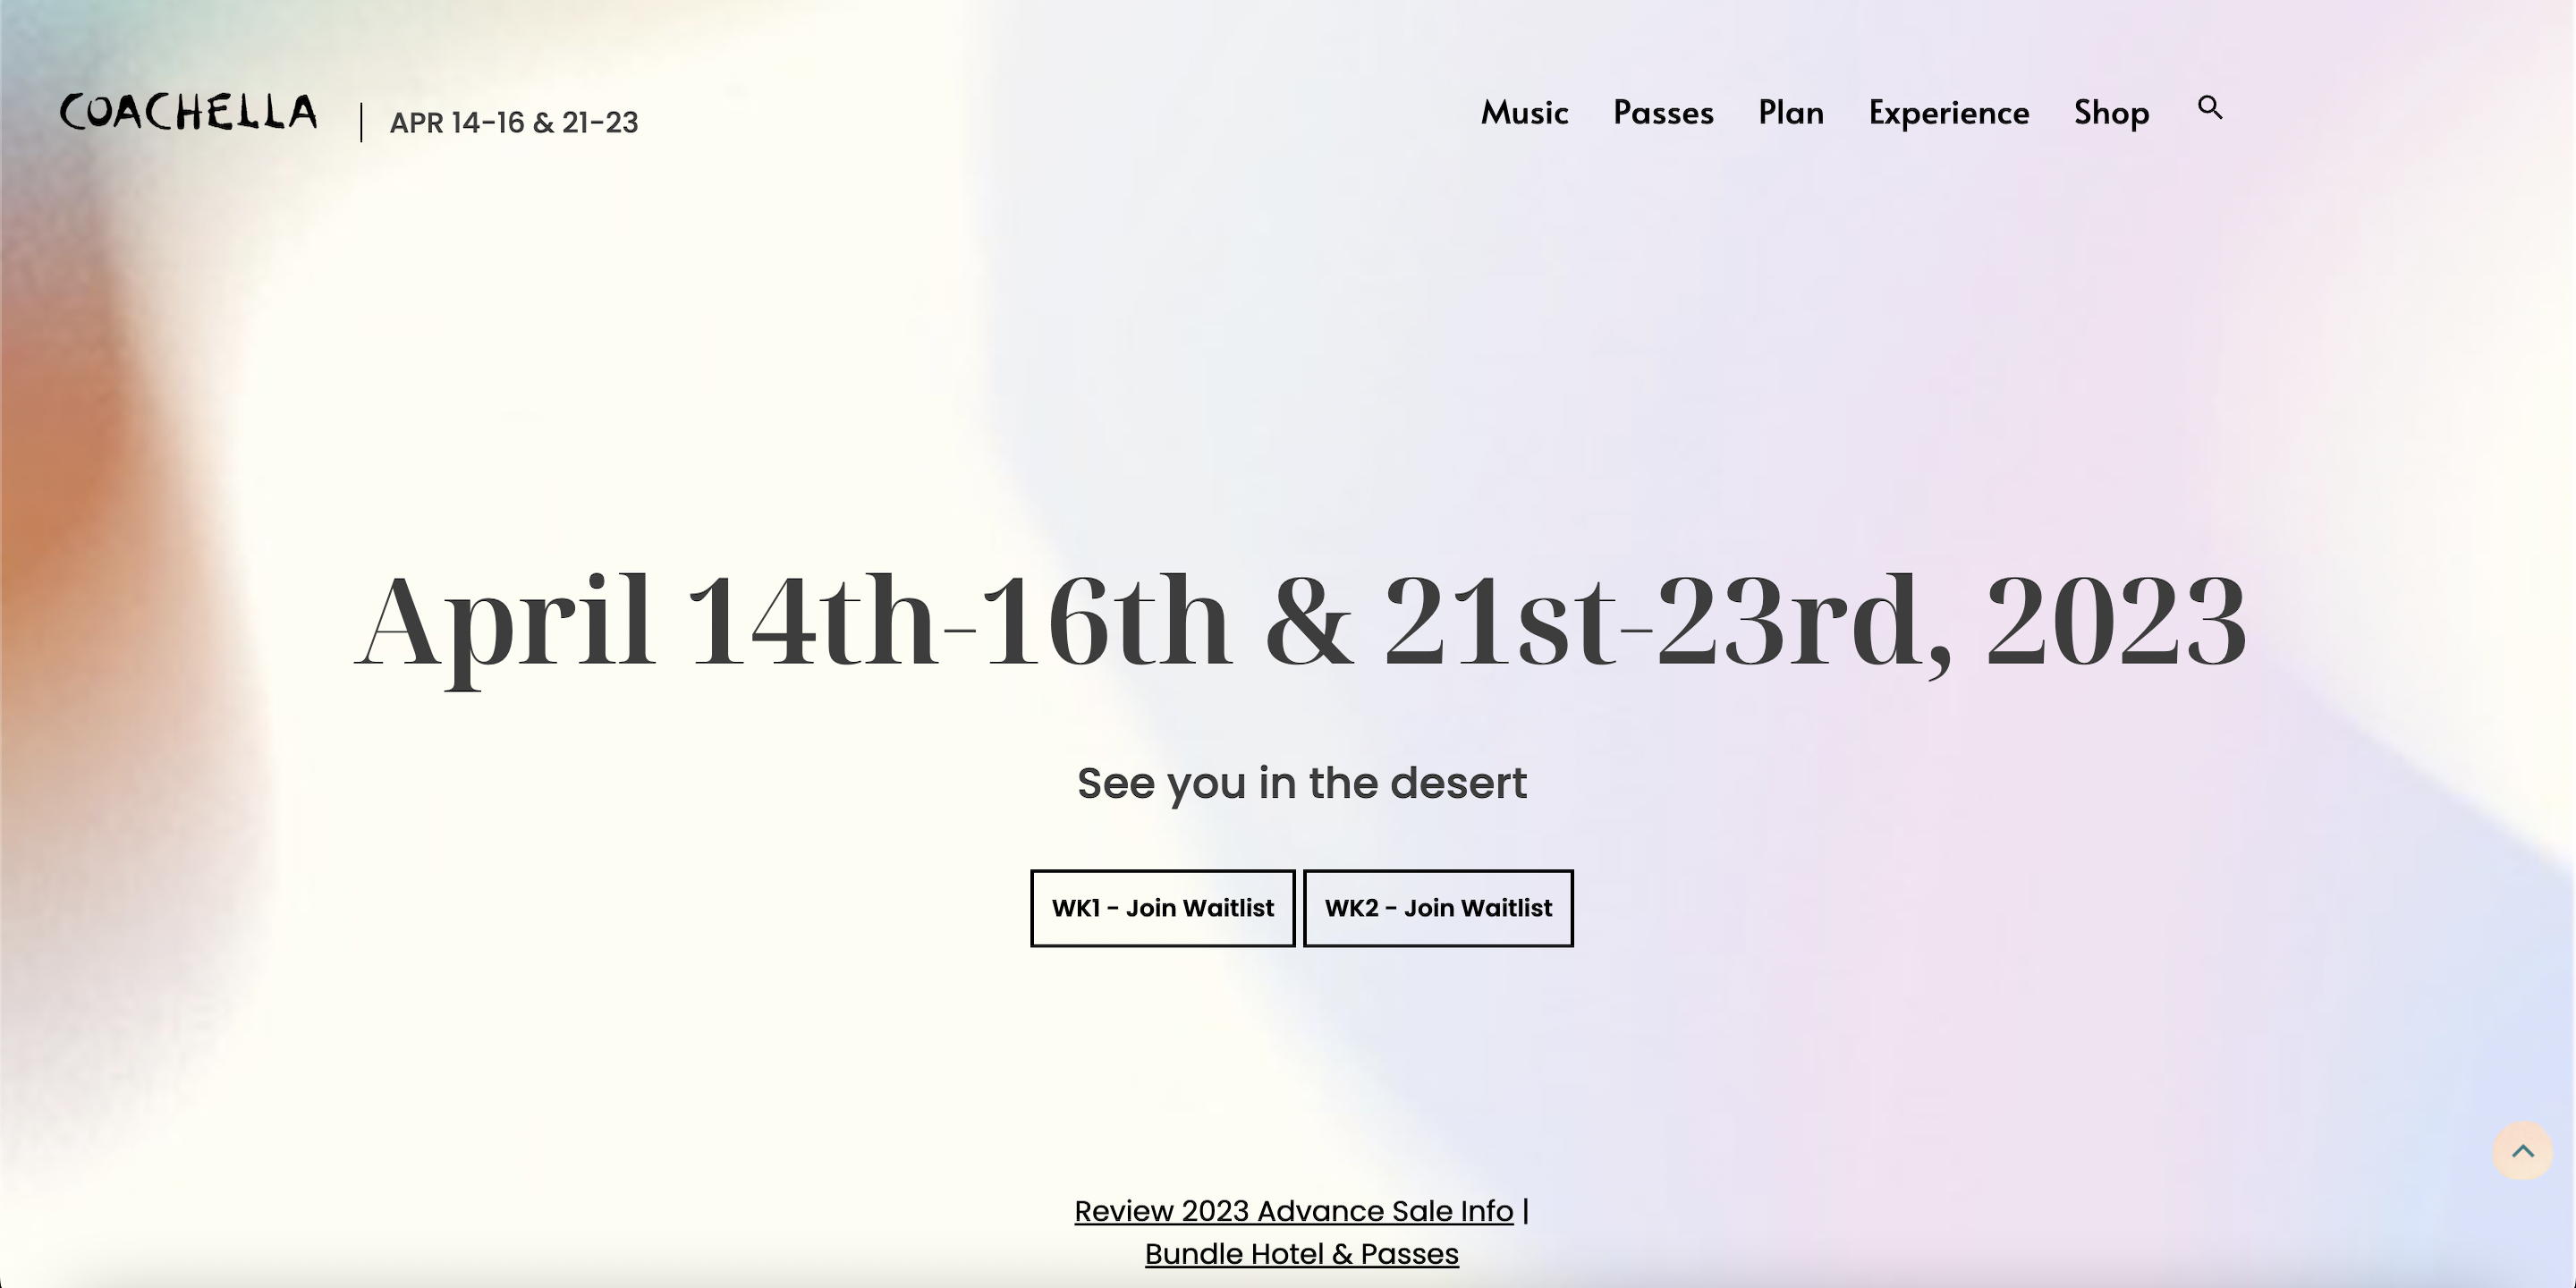 COACHELLA | APR 14-16 & 21-23
Music Passes Plan Experience Shop
April 14th-16th & 21st-23rd, 2023
See you in the desert
WK1 - Join Waitlist
WK2 - Join Waitlist
Review 2023 Advance Sale Info |
Bundle Hotel & Passes